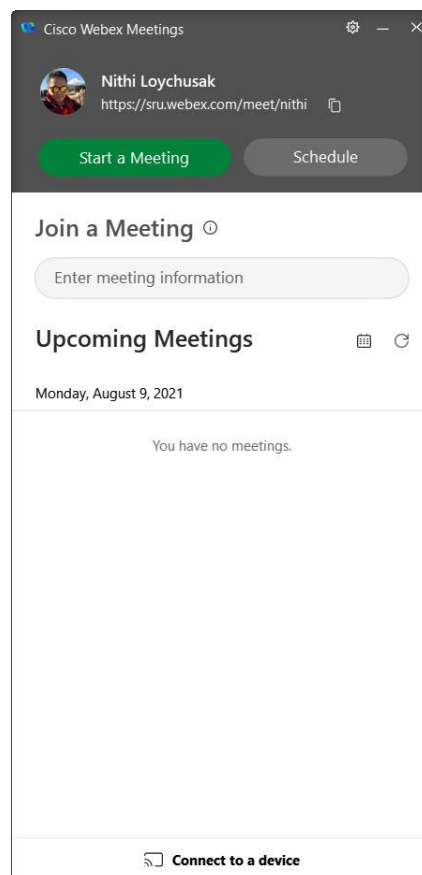 Cisco Webex Meetings
Nithi Loychusak
https://sru.webex.com/meet/nithi
Start a Meeting
Schedule
Join a Meeting
Enter meeting information
Upcoming Meetings
Monday, August 9, 2021
You have no meetings.
Connect to a device